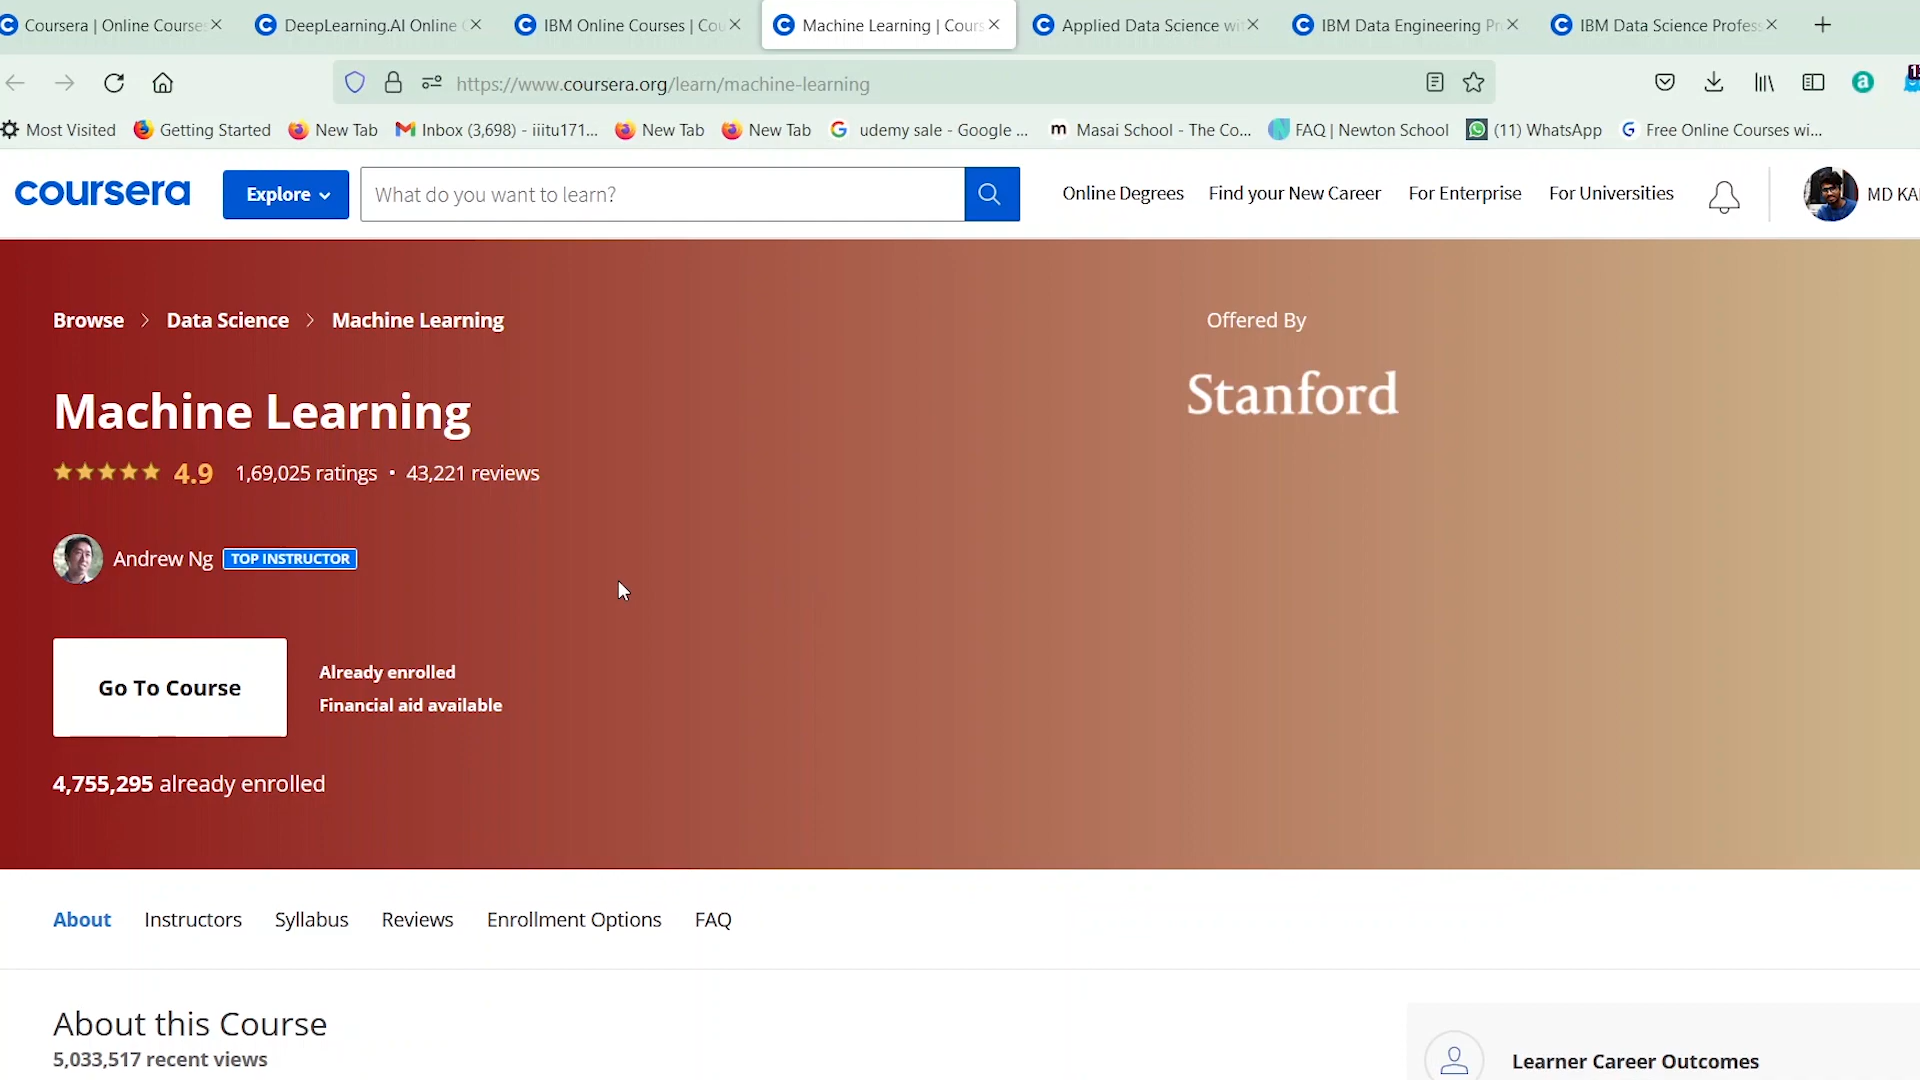 Coursera | Online Courses
DeepLearning.AI Online C
IBM Online Courses | Cou
Machine Learning | Cours
Applied Data Science wit
IBM Data Engineering Pr
IBM Data Science Profess
https://www.coursera.org/learn/machine-learning
Most Visited
Getting Started
New Tab
Inbox (3,698) - iiitu171...
New Tab
New Tab
udemy sale - Google ...
Masai School - The Co...
FAQ | Newton School
(11) WhatsApp
Free Online Courses wi...
coursera
Explore
What do you want to learn?
Online Degrees
Find your New Career
For Enterprise
For Universities
MD KA
Browse > Data Science > Machine Learning
Offered By
Stanford
Machine Learning
4.9 1,69,025 ratings • 43,221 reviews
Andrew Ng TOP INSTRUCTOR
Go To Course
Already enrolled
Financial aid available
4,755,295 already enrolled
About
Instructors
Syllabus
Reviews
Enrollment Options
FAQ
About this Course
5,033,517 recent views
Learner Career Outcomes